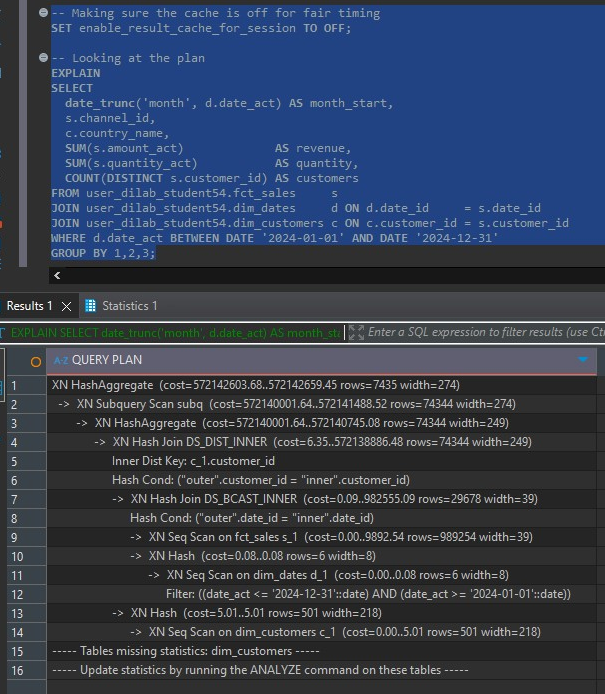 -- Making sure the cache is off for fair timing
SET enable_result_cache_for_session TO OFF;
-- Looking at the plan
EXPLAIN
SELECT
date_trunc('month', d.date_act) AS month_start,
s.channel_id,
c.country_name,
SUM(s.amount_act) AS revenue,
SUM(s.quantity_act) AS quantity,
COUNT(DISTINCT s.customer_id) AS customers
FROM user_dilab_student54.fct_sales s
JOIN user_dilab_student54.dim_dates d ON d.date_id = s.date_id
JOIN user_dilab_student54.dim_customers c ON c.customer_id = s.customer_id
WHERE d.date_act BETWEEN DATE '2024-01-01' AND DATE '2024-12-31'
GROUP BY 1,2,3;
Results 1 Statistics 1
EXPLAIN SELECT date_trunc('month', d.date_act) AS month_sta Enter a SQL expression to filter results (use Ctr
A-Z QUERY PLAN
1 XN HashAggregate (cost=572142603.68..572142659.45 rows=7435 width=274)
2 -> XN Subquery Scan subq (cost=572140001.64..572141488.52 rows=74344 width=274)
3 -> XN HashAggregate (cost=572140001.64..572140745.08 rows=74344 width=249)
4 -> XN Hash Join DS_DIST_INNER (cost=6.35..572138886.48 rows=74344 width=249)
5 Inner Dist Key: c_1.customer_id
6 Hash Cond: ("outer".customer_id = "inner".customer_id)
7 -> XN Hash Join DS_BCAST_INNER (cost=0.09..982555.09 rows=29678 width=39)
8 Hash Cond: ("outer".date_id = "inner".date_id)
9 -> XN Seq Scan on fct_sales s_1 (cost=0.00..9892.54 rows=989254 width=39)
10 -> XN Hash (cost=0.08..0.08 rows=6 width=8)
11 -> XN Seq Scan on dim_dates d_1 (cost=0.00..0.08 rows=6 width=8)
12 Filter: ((date_act <= '2024-12-31'::date) AND (date_act >= '2024-01-01'::date))
13 -> XN Hash (cost=5.01..5.01 rows=501 width=218)
14 -> XN Seq Scan on dim_customers c_1 (cost=0.00..5.01 rows=501 width=218)
15 ----- Tables missing statistics: dim_customers -----
16 ----- Update statistics by running the ANALYZE command on these tables -----